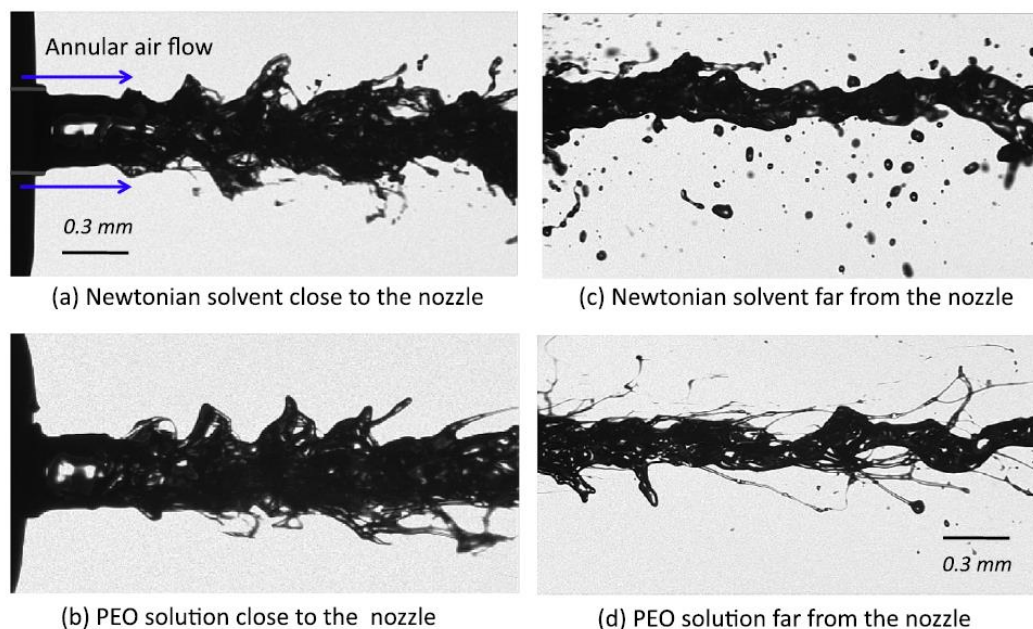 Annular air flow
0.3 mm
(a) Newtonian solvent close to the nozzle
(c) Newtonian solvent far from the nozzle
0.3 mm
(b) PEO solution close to the nozzle
(d) PEO solution far from the nozzle